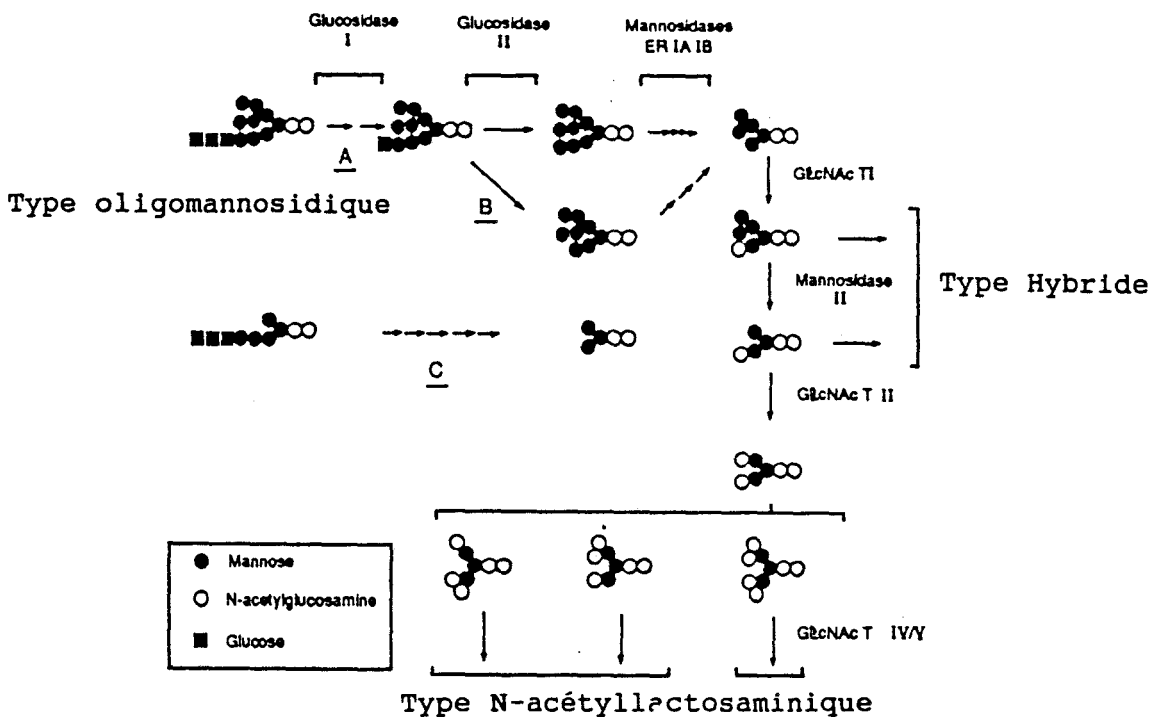 Glucosidase
I
Glucosidase
II
Mannosidases
ER IA IB
A
B
GLcNAc TI
Type oligomannosidique
Mannosidase
II
Type Hybride
C
GLcNAc T II
Mannose
N-acetylglucosamine
Glucose
GLcNAc T IV/V
Type N-acétyllactosaminique